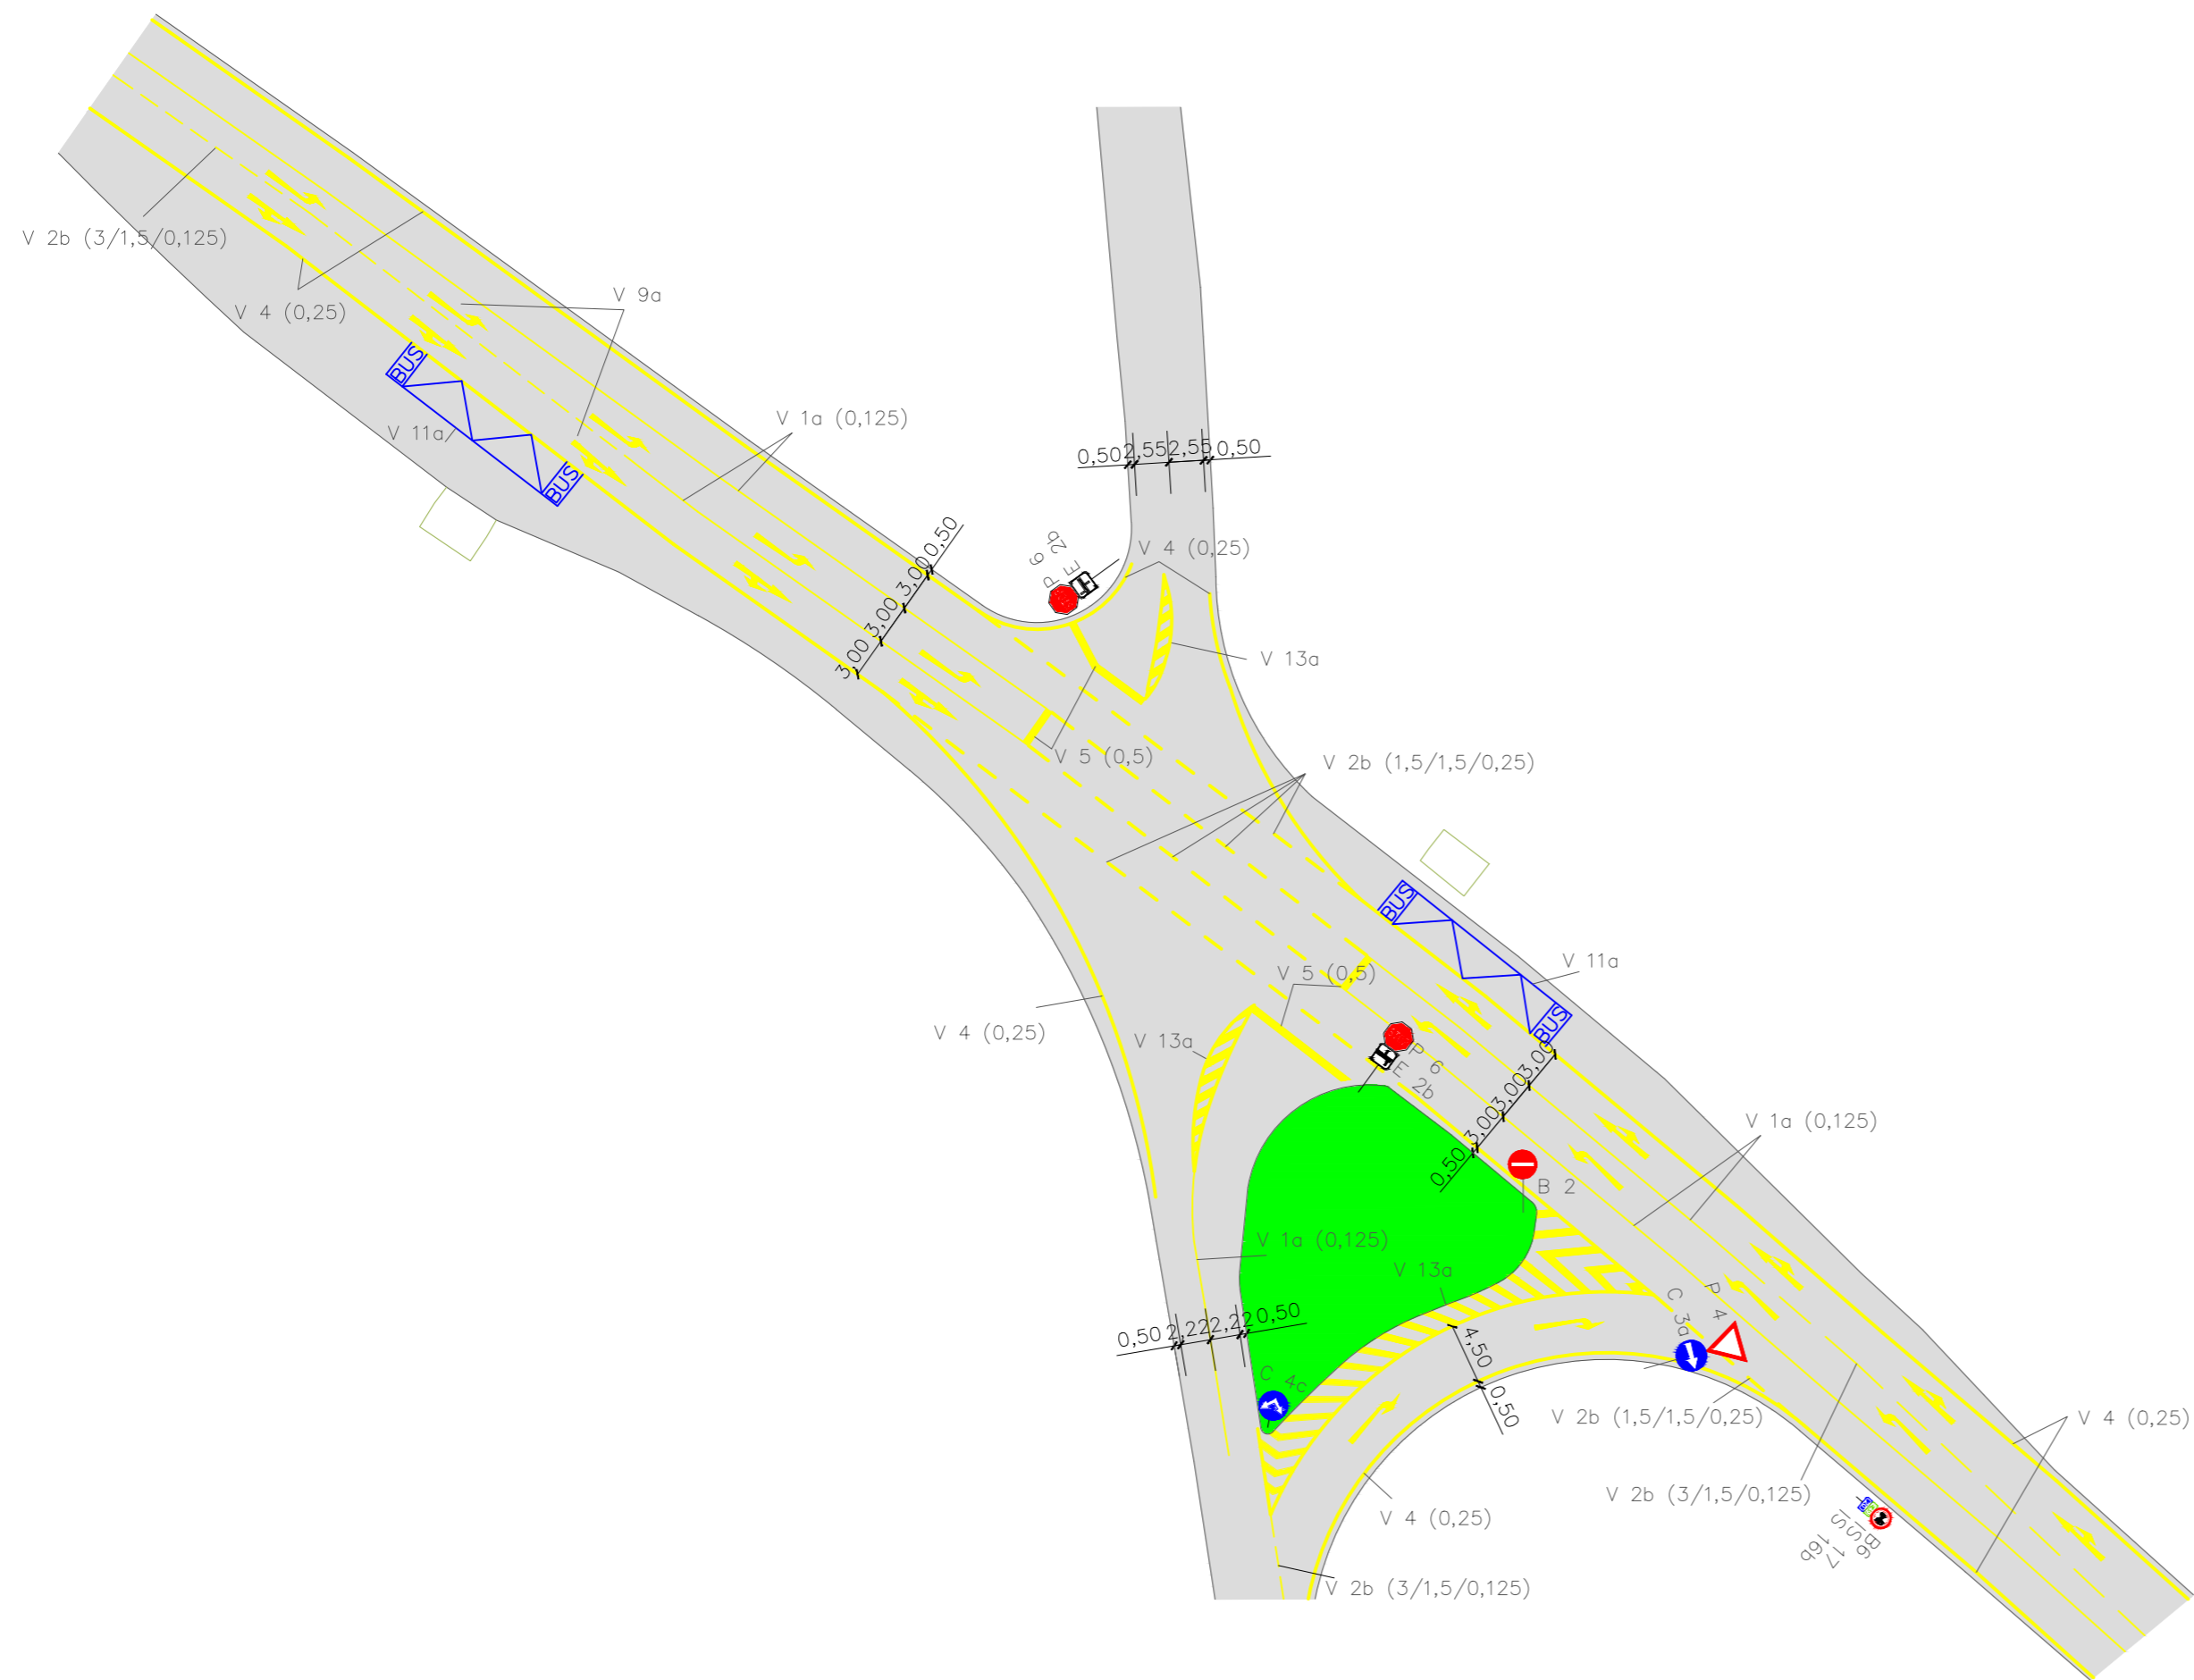 V 2b (3/1,5/0,125)
V 4 (0,25)
V 9a
BUS
V 11a
BUS
V 1a (0,125)
0,50
2,55
2,55
0,50
P 6
E 2b
V 4 (0,25)
0,50
3,00
3,00
3,00
V 13a
V 5 (0,5)
V 2b (1,5/1,5/0,25)
BUS
V 11a
BUS
V 5 (0,5)
V 4 (0,25)
V 13a
P 6
E 2b
3,00
3,00
3,00
0,50
V 1a (0,125)
B 2
V 1a (0,125)
V 13a
0,50
2,22
2,22
0,50
C 4c
4,50
0,50
C 3a
P 4
V 2b (1,5/1,5/0,25)
V 4 (0,25)
V 2b (3/1,5/0,125)
V 4 (0,25)
B6
IS 17
IS 16b
V 2b (3/1,5/0,125)